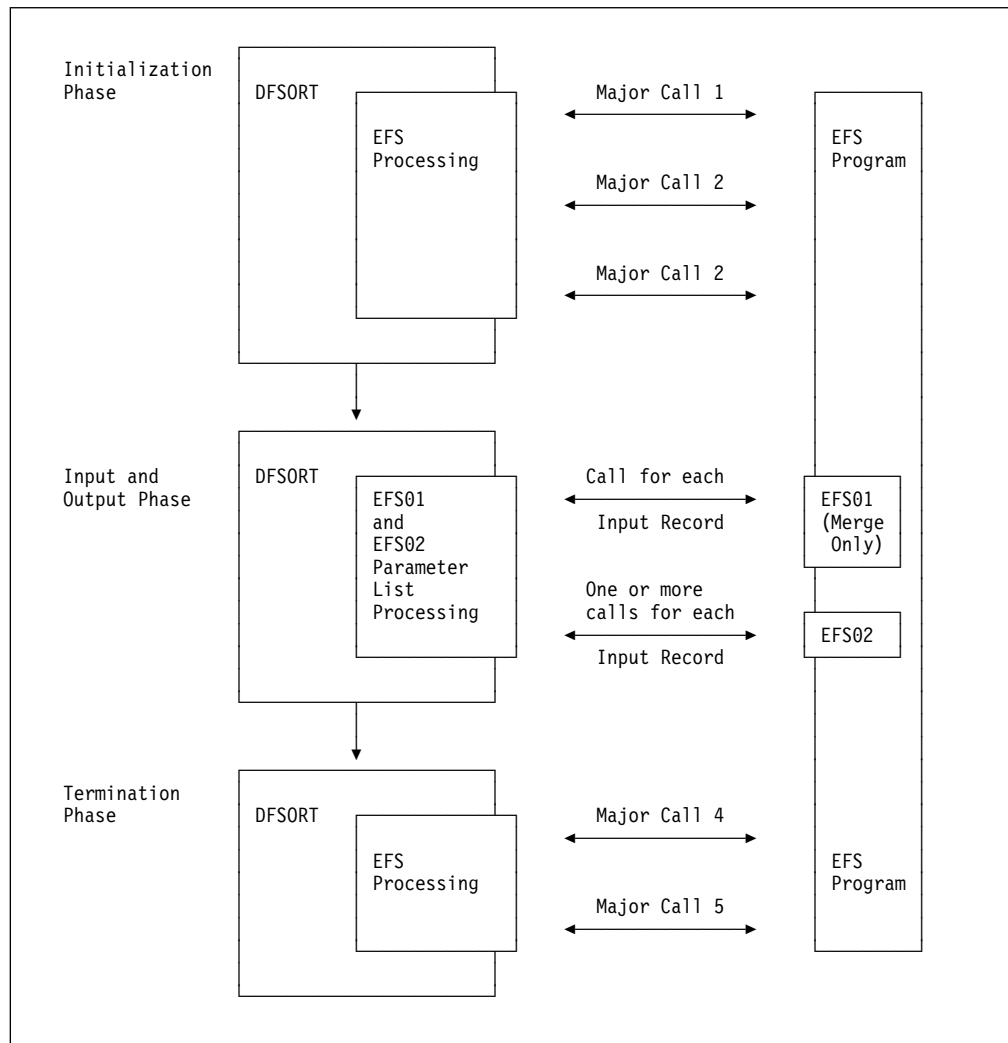 Initialization
Phase
DFSORT
EFS
Processing
Major Call 1
Major Call 2
Major Call 2
EFS
Program
Input and
Output Phase
DFSORT
EFS01
and
EFS02
Parameter
List
Processing
Call for each
Input Record
One or more
calls for each
Input Record
EFS01
(Merge
Only)
EFS02
Termination
Phase
DFSORT
EFS
Processing
Major Call 4
Major Call 5
EFS
Program